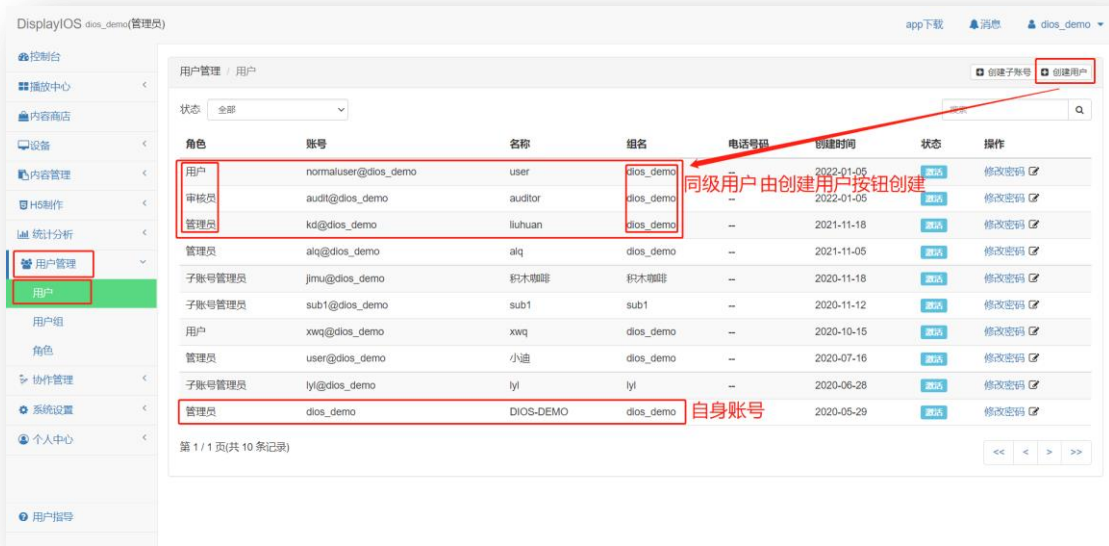 DisplayIOS dios_demo(管理员)
app下载 消息 dios_demo
控制台
播放中心
内容商店
设备
内容管理
H5制作
统计分析
用户管理
用户
用户组
角色
协作管理
系统设置
个人中心
用户指导
用户管理 / 用户
创建子账号 创建用户
状态 全部
搜索
角色 账号 名称 组名 电话号码 创建时间 状态 操作
用户 normaluser@dios_demo user dios_demo -- 2022-01-05 激活 修改密码
审核员 audit@dios_demo auditor dios_demo -- 2022-01-05 激活 修改密码
管理员 kd@dios_demo liuhuan dios_demo -- 2021-11-18 激活 修改密码
同级用户由创建用户按钮创建
管理员 alq@dios_demo alq dios_demo -- 2021-11-05 激活 修改密码
子账号管理员 jimu@dios_demo 积木咖啡 积木咖啡 -- 2020-11-18 激活 修改密码
子账号管理员 sub1@dios_demo sub1 sub1 -- 2020-11-12 激活 修改密码
用户 xwq@dios_demo xwq dios_demo -- 2020-10-15 激活 修改密码
管理员 user@dios_demo 小迪 dios_demo -- 2020-07-16 激活 修改密码
子账号管理员 lyl@dios_demo lyl lyl -- 2020-06-28 激活 修改密码
管理员 dios_demo DIOS-DEMO dios_demo -- 2020-05-29 激活 修改密码
自身账号
第 1 / 1 页(共 10 条记录)
<< < > >>